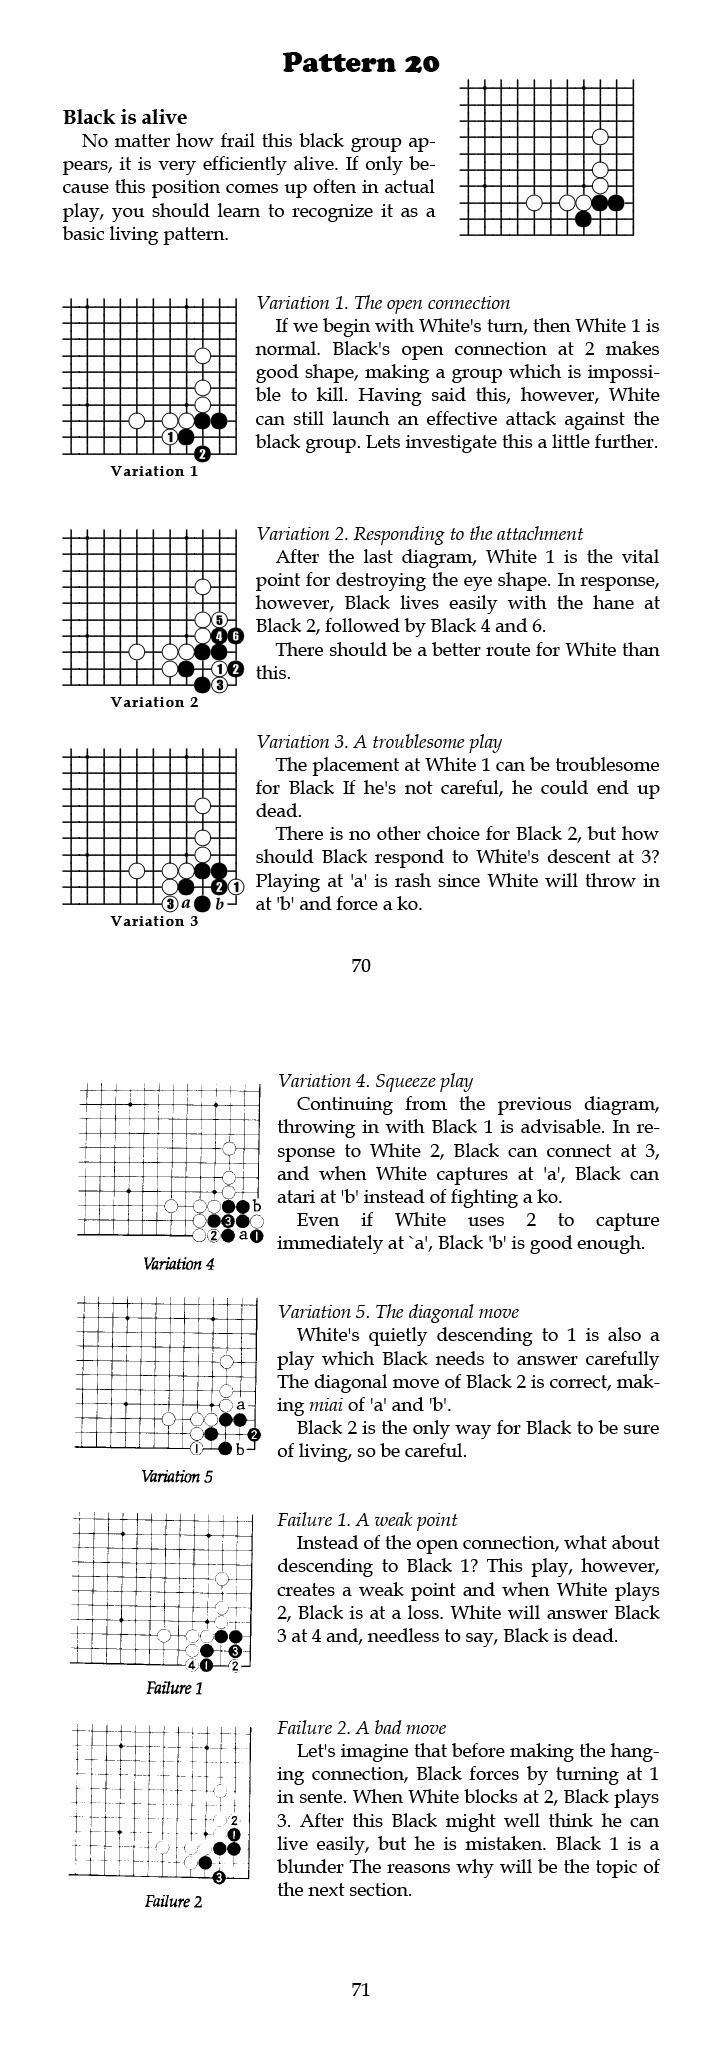 Pattern 20
Black is alive
No matter how frail this black group ap-
pears, it is very efficiently alive. If only be-
cause this position comes up often in actual
play, you should learn to recognize it as a
basic living pattern.
Variation 1. The open connection
If we begin with White's turn, then White 1 is
normal. Black's open connection at 2 makes
good shape, making a group which is impossi-
ble to kill. Having said this, however, White
can still launch an effective attack against the
black group. Lets investigate this a little further.
1
2
Variation 1
Variation 2. Responding to the attachment
After the last diagram, White 1 is the vital
point for destroying the eye shape. In response,
however, Black lives easily with the hane at
Black 2, followed by Black 4 and 6.
There should be a better route for White than
this.
5
4 6
1 2
3
Variation 2
Variation 3. A troublesome play
The placement at White 1 can be troublesome
for Black If he's not careful, he could end up
dead.
There is no other choice for Black 2, but how
should Black respond to White's descent at 3?
Playing at 'a' is rash since White will throw in
at 'b' and force a ko.
2 1
3 a b
Variation 3
70
Variation 4. Squeeze play
Continuing from the previous diagram,
throwing in with Black 1 is advisable. In re-
sponse to White 2, Black can connect at 3,
and when White captures at 'a', Black can
atari at 'b' instead of fighting a ko.
Even if White uses 2 to capture
immediately at `a', Black 'b' is good enough.
b
3
2 a 1
Variation 4
Variation 5. The diagonal move
White's quietly descending to 1 is also a
play which Black needs to answer carefully
The diagonal move of Black 2 is correct, mak-
ing miai of 'a' and 'b'.
Black 2 is the only way for Black to be sure
of living, so be careful.
a
2
1 b
Variation 5
Failure 1. A weak point
Instead of the open connection, what about
descending to Black 1? This play, however,
creates a weak point and when White plays
2, Black is at a loss. White will answer Black
3 at 4 and, needless to say, Black is dead.
3
4 1 2
Failure 1
Failure 2. A bad move
Let's imagine that before making the hang-
ing connection, Black forces by turning at 1
in sente. When White blocks at 2, Black plays
3. After this Black might well think he can
live easily, but he is mistaken. Black 1 is a
blunder The reasons why will be the topic of
the next section.
2
1
3
Failure 2
71